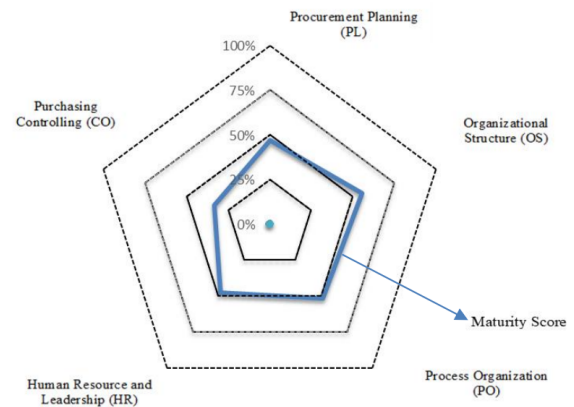 Procurement Planning
(PL)
100%
75%
Purchasing
Controlling (CO)
Organizational
Structure (OS)
50%
25%
0%
Maturity Score
Human Resource and
Leadership (HR)
Process Organization
(PO)